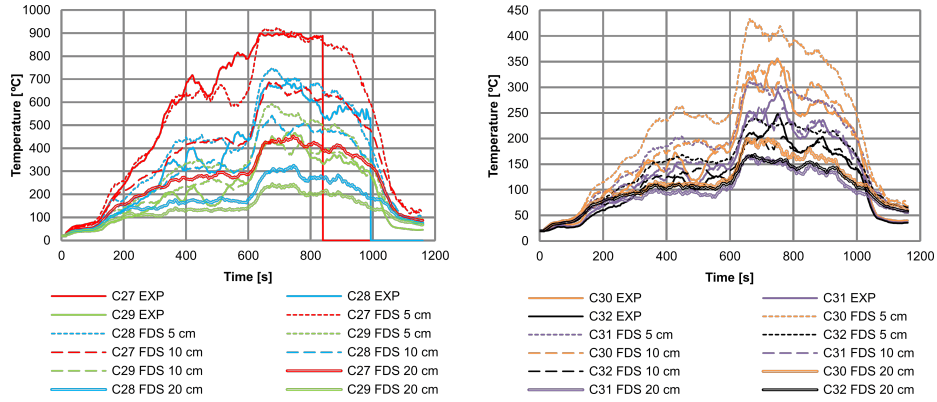 1000
900
800
700
600
500
400
300
200
100
0
Temperature [°C]
0 200 400 600 800 1000 1200
Time [s]
C27 EXP C28 EXP
C29 EXP C27 FDS 5 cm
C28 FDS 5 cm C29 FDS 5 cm
C27 FDS 10 cm C28 FDS 10 cm
C29 FDS 10 cm C27 FDS 20 cm
C28 FDS 20 cm C29 FDS 20 cm
450
400
350
300
250
200
150
100
50
0
Temperature [°C]
0 200 400 600 800 1000 1200
Time [s]
C30 EXP C31 EXP
C32 EXP C30 FDS 5 cm
C31 FDS 5 cm C32 FDS 5 cm
C30 FDS 10 cm C31 FDS 10 cm
C32 FDS 10 cm C30 FDS 20 cm
C31 FDS 20 cm C32 FDS 20 cm